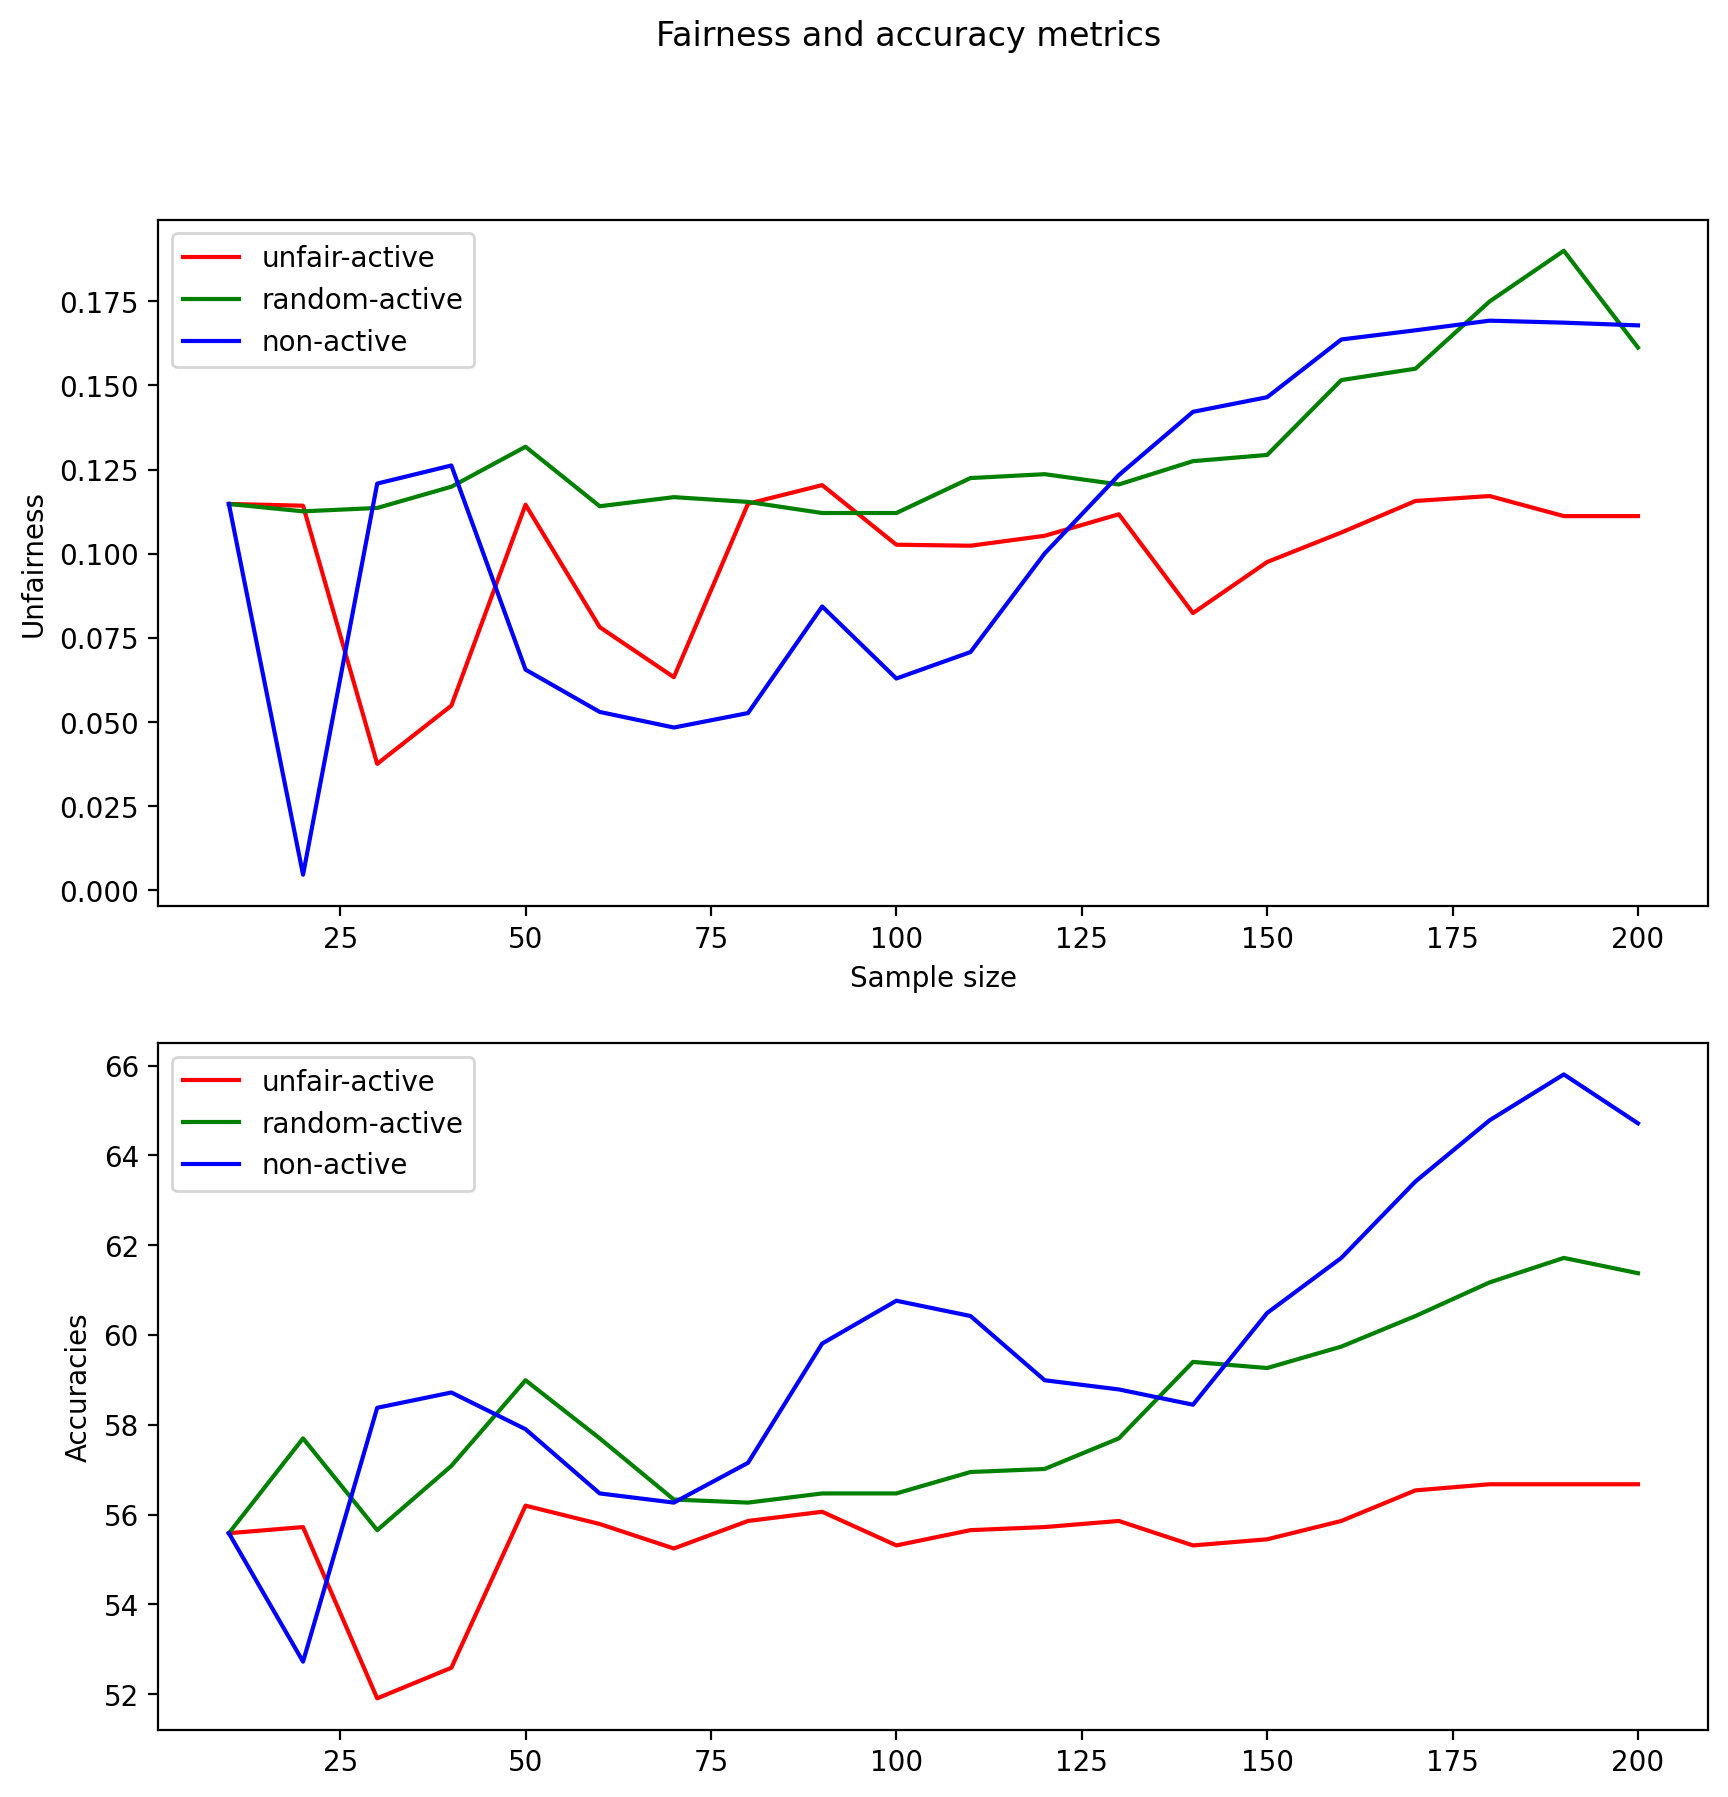 Fairness and accuracy metrics
unfair-active
random-active
non-active
0.175
0.150
0.125
0.100
0.075
0.050
0.025
0.000
Unfairness
25 50 75 100 125 150 175 200
Sample size
unfair-active
random-active
non-active
66
64
62
60
58
56
54
52
Accuracies
25 50 75 100 125 150 175 200